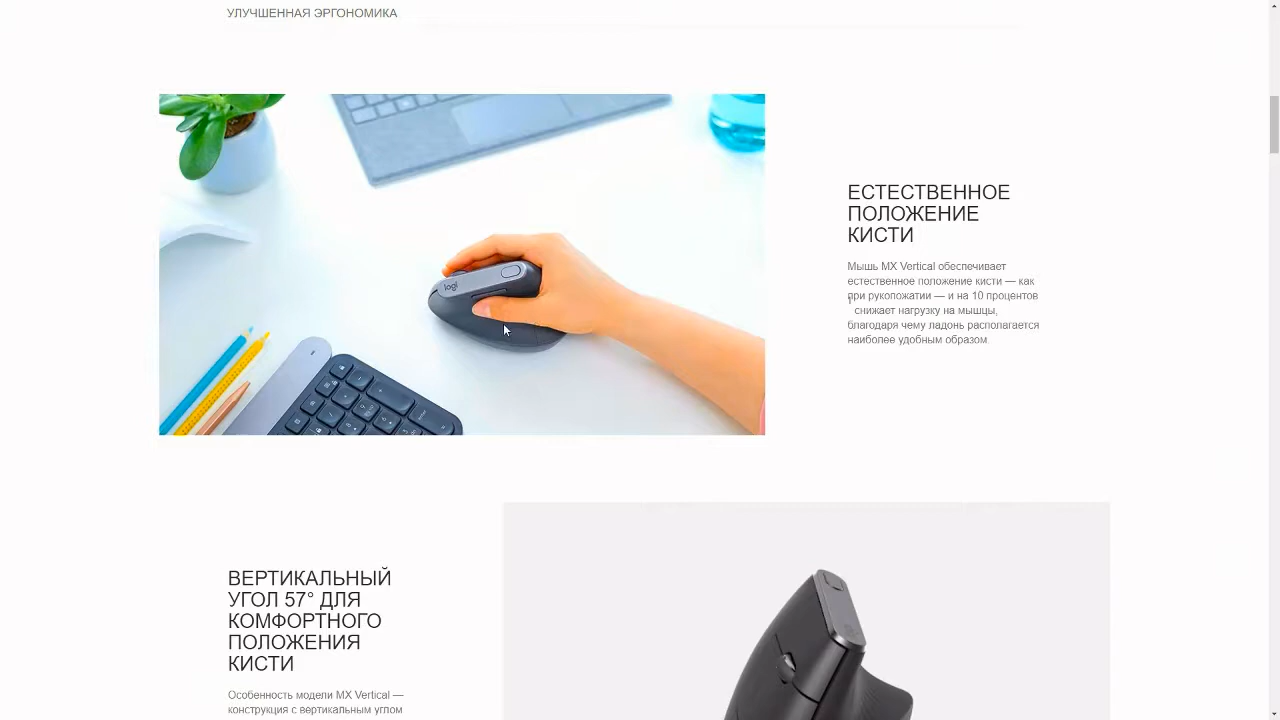 УЛУЧШЕННАЯ ЭРГОНОМИКА
logi
ЕСТЕСТВЕННОЕ
ПОЛОЖЕНИЕ
КИСТИ
Мышь MX Vertical обеспечивает
естественное положение кисти — как
при рукопожатии — и на 10 процентов
снижает нагрузку на мышцы,
благодаря чему ладонь располагается
наиболее удобным образом.
ВЕРТИКАЛЬНЫЙ
УГОЛ 57° ДЛЯ
КОМФОРТНОГО
ПОЛОЖЕНИЯ
КИСТИ
Особенность модели MX Vertical —
конструкция с вертикальным углом